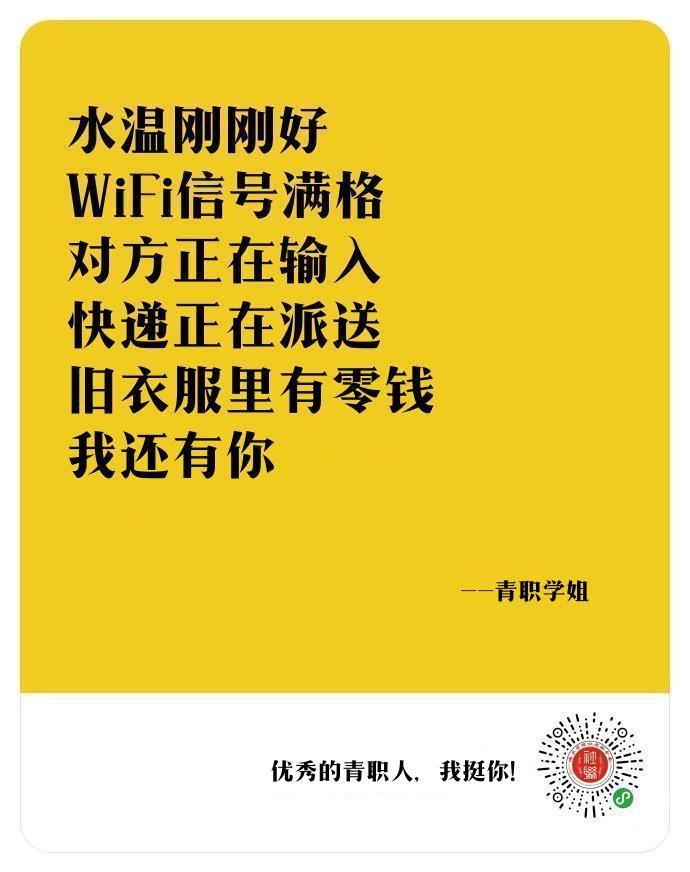 水温刚刚好
WiFi信号满格
对方正在输入
快递正在派送
旧衣服里有零钱
我还有你
——青职学姐
优秀的青职人，我挺你!